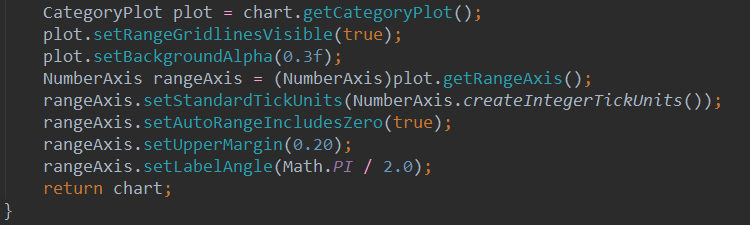 CategoryPlot plot = chart.getCategoryPlot();
plot.setRangeGridlinesVisible(true);
plot.setBackgroundAlpha(0.3f);
NumberAxis rangeAxis = (NumberAxis)plot.getRangeAxis();
rangeAxis.setStandardTickUnits(NumberAxis.createIntegerTickUnits());
rangeAxis.setAutoRangeIncludesZero(true);
rangeAxis.setUpperMargin(0.20);
rangeAxis.setLabelAngle(Math.PI / 2.0);
return chart;
}